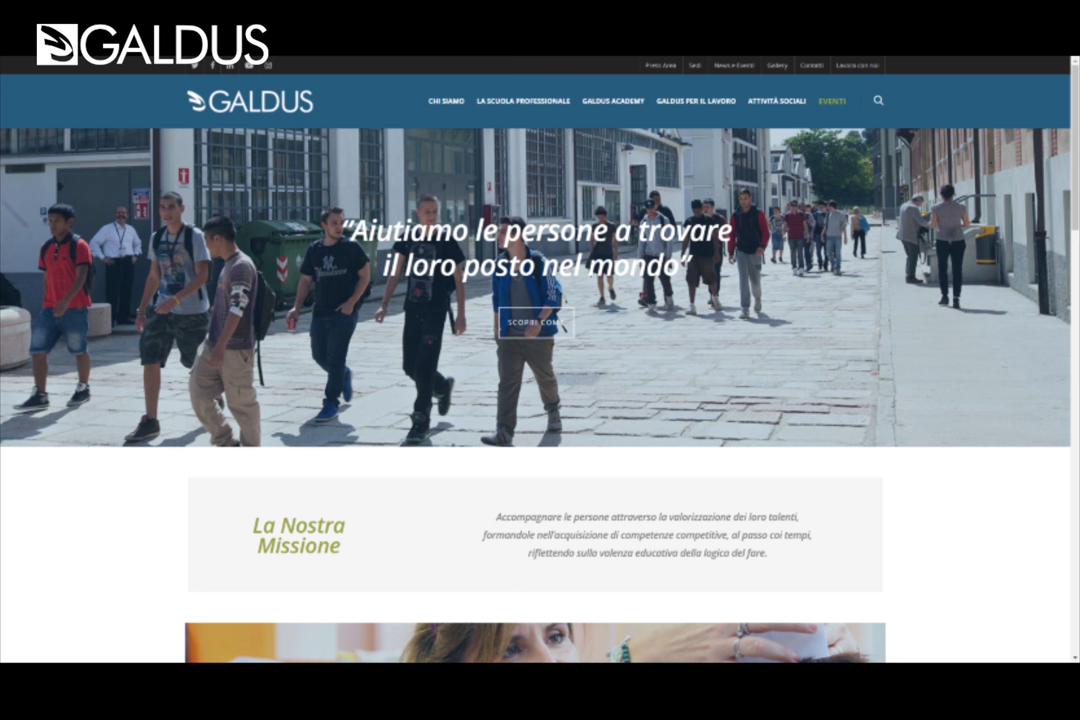 GALDUS
Press Area
Sedi
News e Eventi
Gallery
Contatti
Lavora con noi
GALDUS
CHI SIAMO
LA SCUOLA PROFESSIONALE
GALDUS ACADEMY
GALDUS PER IL LAVORO
ATTIVITÀ SOCIALI
EVENTI
“Aiutiamo le persone a trovare
il loro posto nel mondo“
SCOPRI COME
La Nostra
Missione
Accompagnare le persone attraverso la valorizzazione dei loro talenti,
formandole nell'acquisizione di competenze competitive, al passo coi tempi,
riflettendo sulla valenza educativa della logica del fare.